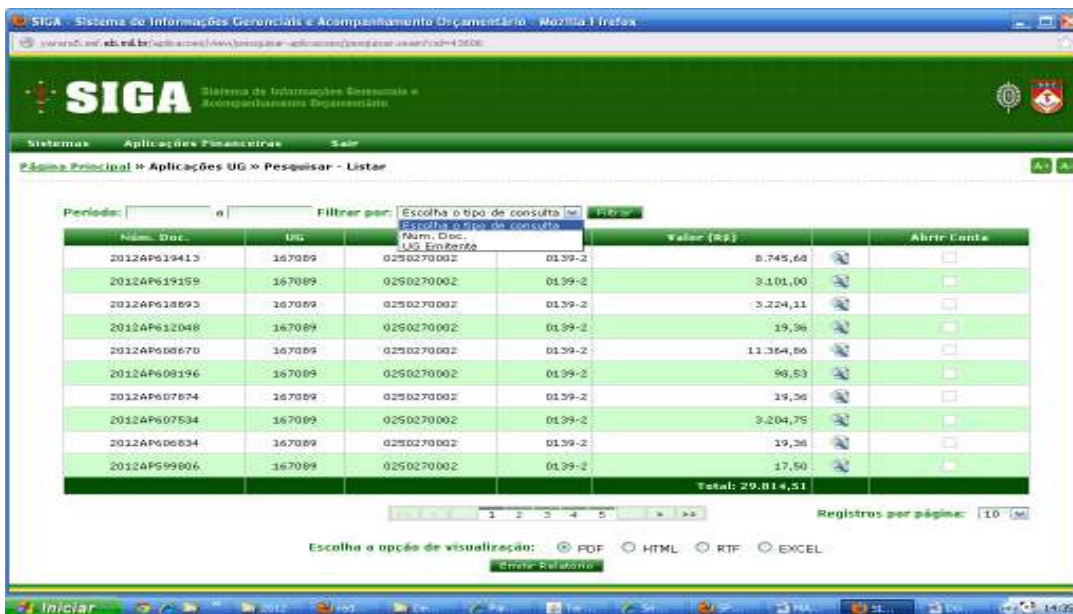 SIGA - Sistema de Informações Gerenciais e Acompanhamento Orçamentário - Mozilla Firefox
SIGA Sistema de Informações Gerenciais e
Acompanhamento Orçamentário
Sistemas Aplicações Financeiras Sair
Página Principal » Aplicações UG » Pesquisar - Listar A+ A-
Período: a Filtrar por: Escolha o tipo de consulta Filtrar
Escolha o tipo de consulta
Núm. Doc.
UG Emitente
Núm. Doc. UG Valor (R$) Abrir Conta
2012AP619413 167089 0250270002 0139-2 8.745,68
2012AP619159 167089 0250270002 0139-2 3.101,00
2012AP618893 167089 0250270002 0139-2 3.224,11
2012AP612048 167089 0250270002 0139-2 19,36
2012AP608670 167089 0250270002 0139-2 11.364,86
2012AP608196 167089 0250270002 0139-2 98,53
2012AP607874 167089 0250270002 0139-2 19,36
2012AP607534 167089 0250270002 0139-2 3.204,75
2012AP606834 167089 0250270002 0139-2 19,36
2012AP599806 167089 0250270002 0139-2 17,50
Total: 29.814,51
1 2 3 4 5 » »» Registros por página: 10
Escolha a opção de visualização: PDF HTML RTF EXCEL
Emitir Relatório
Iniciar 2012 14:09